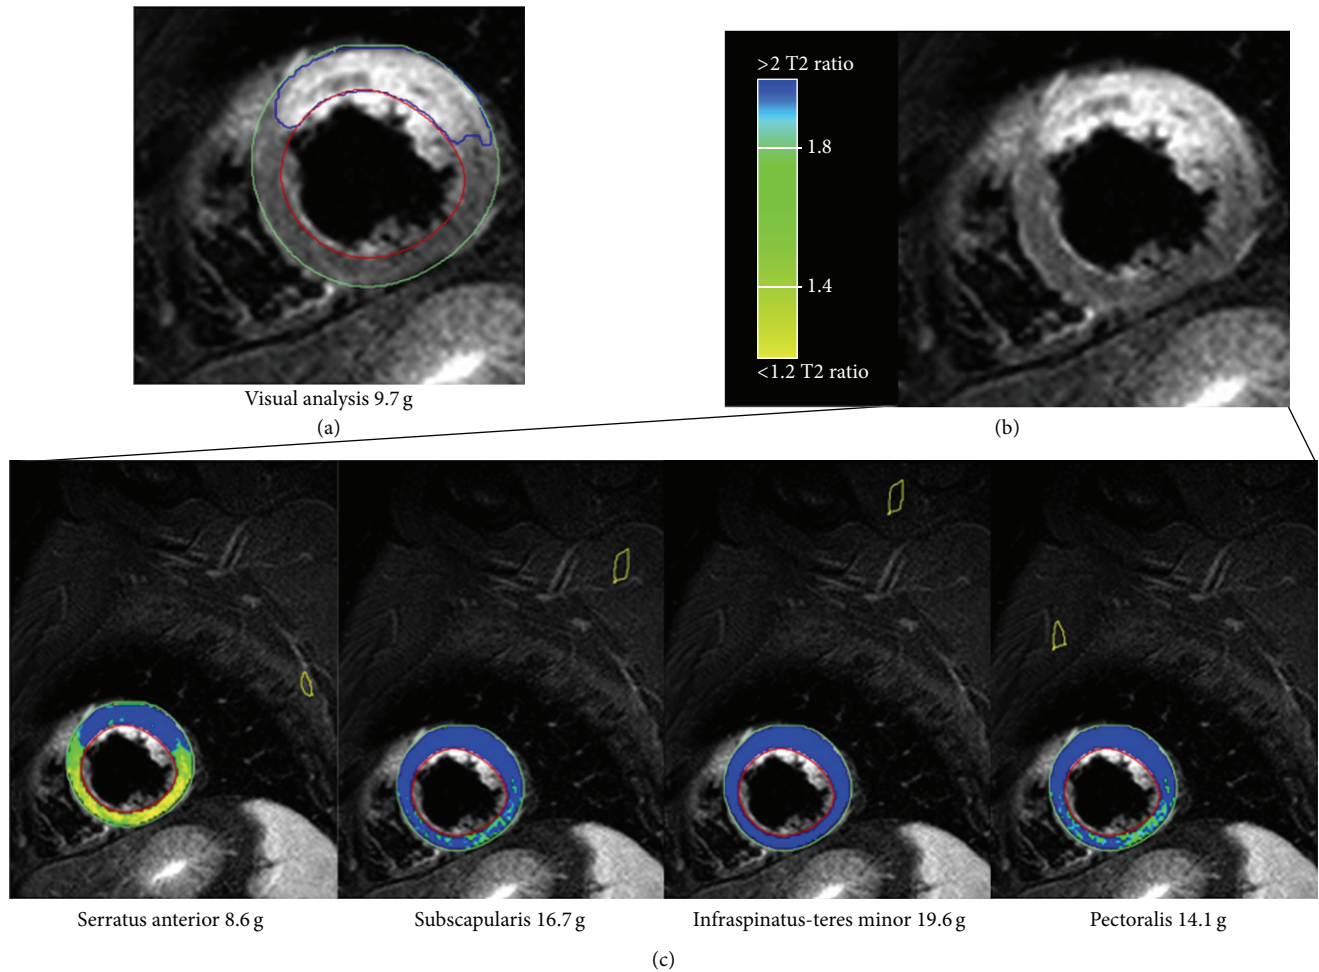 >2 T2 ratio
1.8
1.4
<1.2 T2 ratio
Visual analysis 9.7 g
(a)
(b)
Serratus anterior 8.6 g
Subscapularis 16.7 g
Infraspinatus-teres minor 19.6 g
Pectoralis 14.1 g
(c)